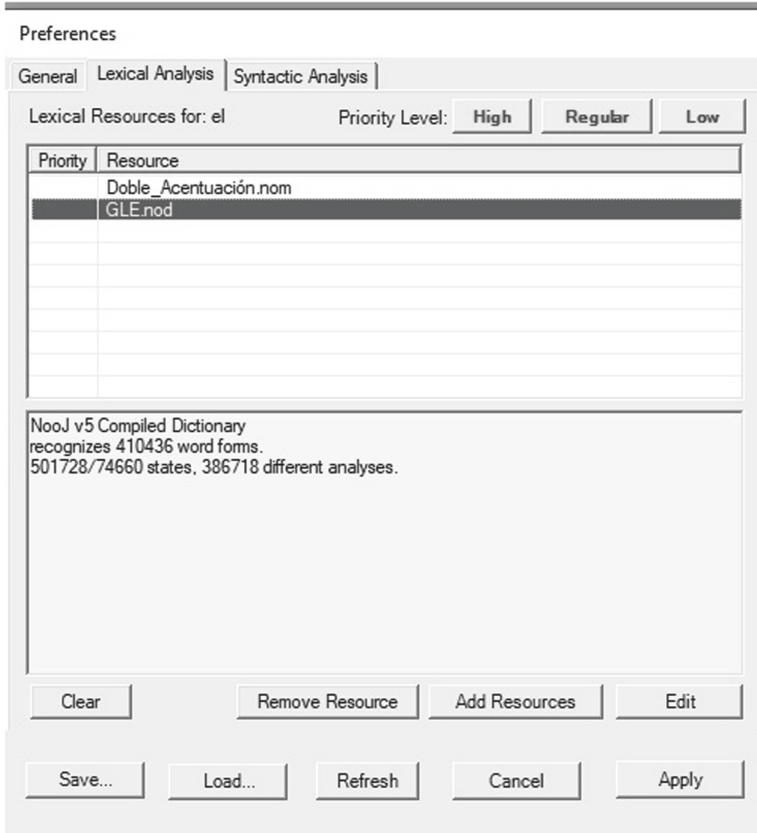 Preferences
General Lexical Analysis Syntactic Analysis
Lexical Resources for: el Priority Level: High Regular Low
Priority Resource
Doble_Acentuación.nom
GLE.nod
NooJ v5 Compiled Dictionary
recognizes 410436 word forms.
501728/74660 states, 386718 different analyses.
Clear Remove Resource Add Resources Edit
Save... Load... Refresh Cancel Apply